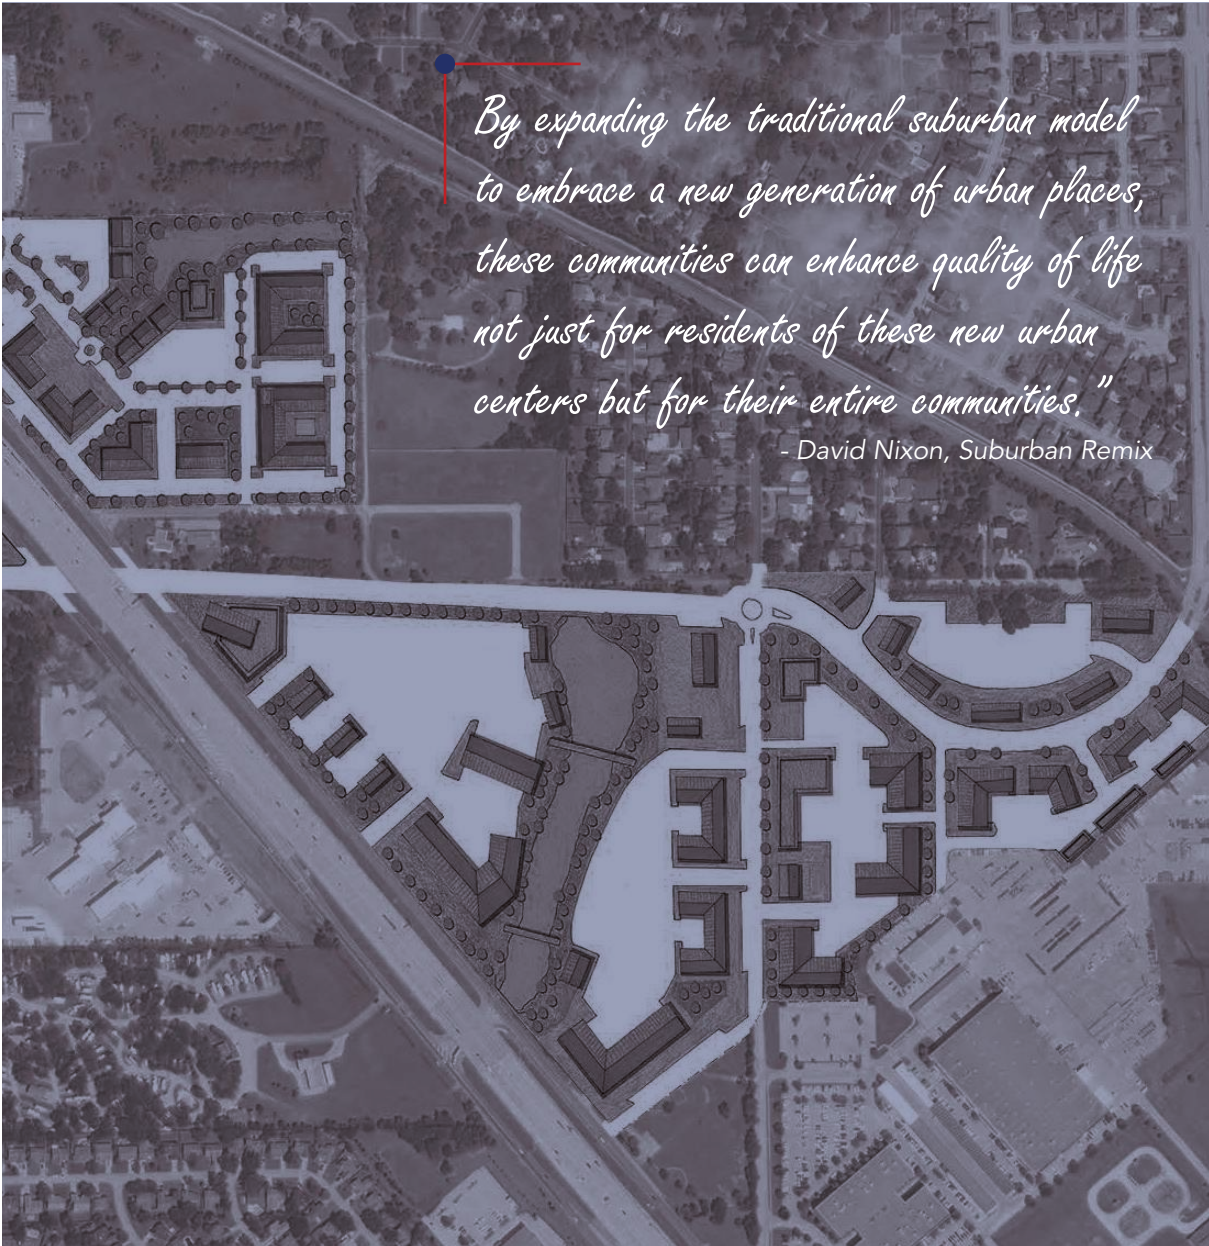 By expanding the traditional suburban model
to embrace a new generation of urban places,
these communities can enhance quality of life
not just for residents of these new urban
centers but for their entire communities.”
- David Nixon, Suburban Remix